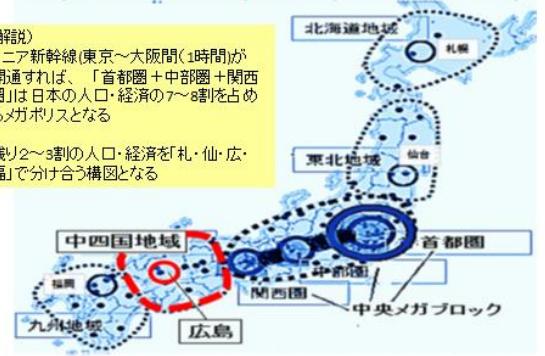 解説)
ニア新幹線(東京～大阪間(1時間)が
開通すれば、「首都圏＋中部圏＋関西
圏」は日本の人口・経済の7～8割を占め
るメガポリスとなる
残り2～3割の人口・経済を「札・仙・広・
福」で分け合う構図となる
北海道地域
札幌
東北地域
仙台
中四国地域
首都圏
福岡
中部圏
関西圏
中央メガブロック
九州地域
広島